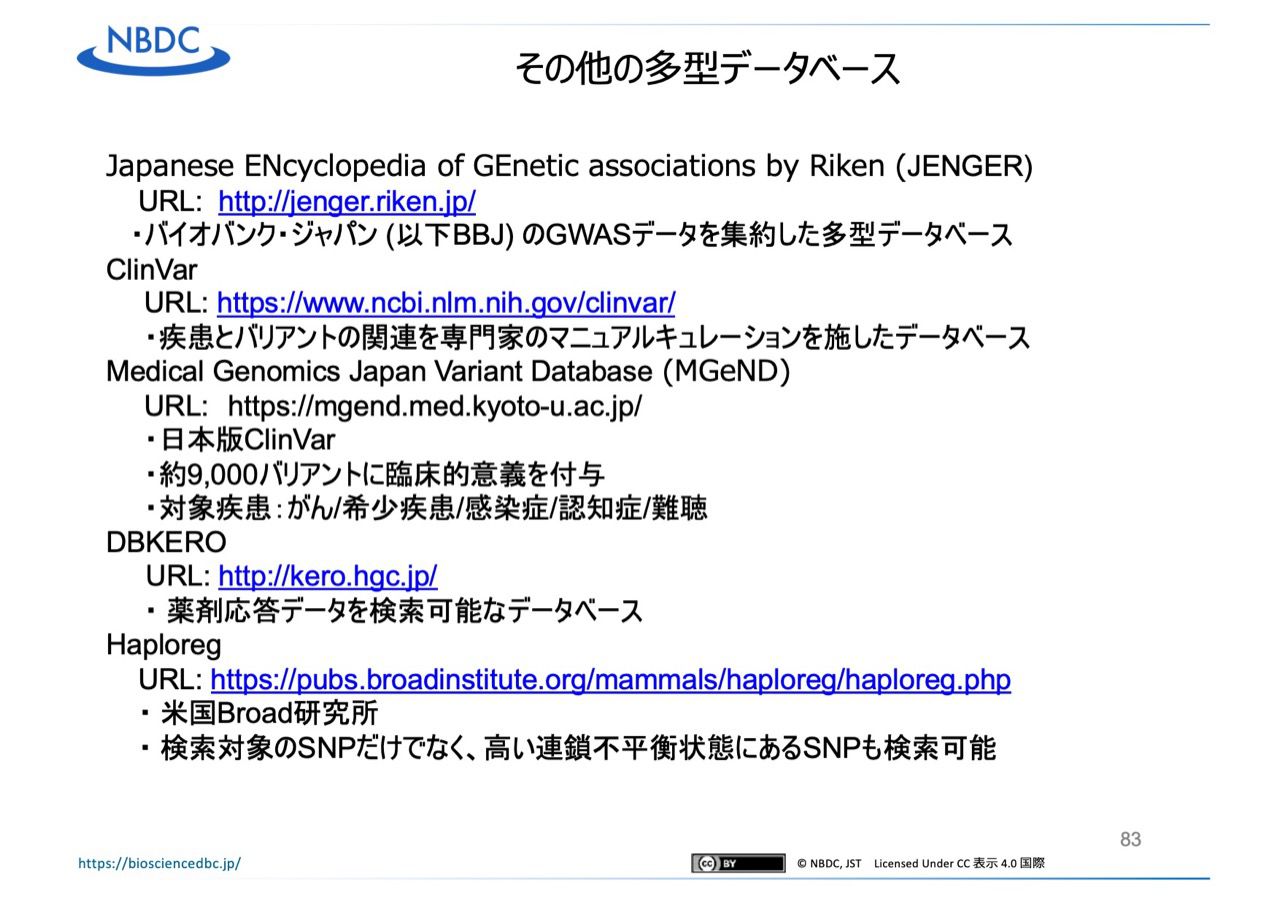 NBDC
その他の多型データベース
Japanese ENcyclopedia of GEnetic associations by Riken (JENGER)
URL: http://jenger.riken.jp/
・バイオバンク・ジャパン (以下BBJ) のGWASデータを集約した多型データベース
ClinVar
URL: https://www.ncbi.nlm.nih.gov/clinvar/
・疾患とバリアントの関連を専門家のマニュアルキュレーションを施したデータベース
Medical Genomics Japan Variant Database (MGeND)
URL: https://mgend.med.kyoto-u.ac.jp/
・日本版ClinVar
・約9,000バリアントに臨床的意義を付与
・対象疾患：がん/希少疾患/感染症/認知症/難聴
DBKERO
URL: http://kero.hgc.jp/
・ 薬剤応答データを検索可能なデータベース
Haploreg
URL: https://pubs.broadinstitute.org/mammals/haploreg/haploreg.php
・ 米国Broad研究所
・ 検索対象のSNPだけでなく、高い連鎖不平衡状態にあるSNPも検索可能
83
https://biosciencedbc.jp/
cc BY
© NBDC, JST Licensed Under CC 表示 4.0 国際